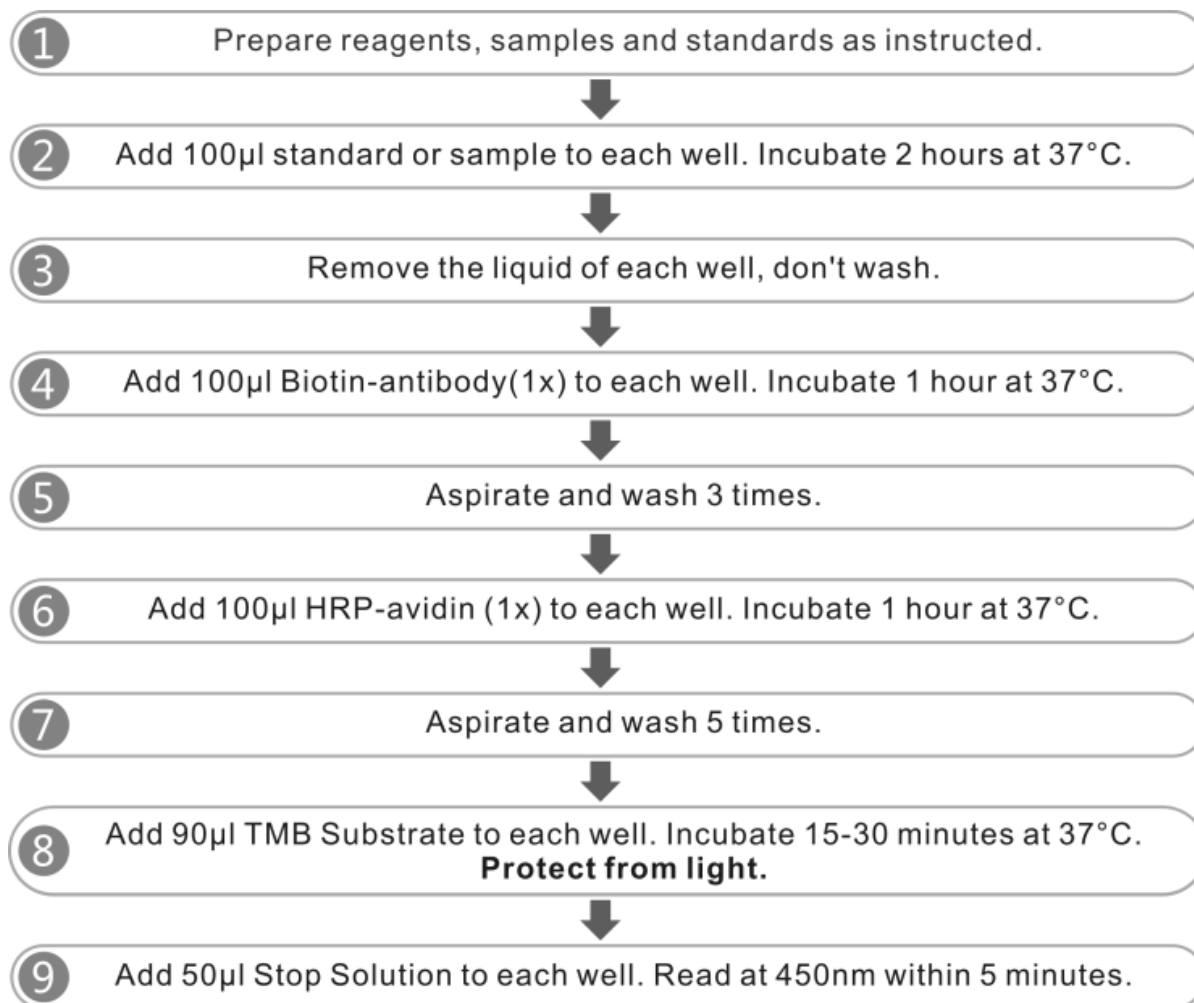 1 Prepare reagents, samples and standards as instructed.
2 Add 100µl standard or sample to each well. Incubate 2 hours at 37°C.
3 Remove the liquid of each well, don't wash.
4 Add 100µl Biotin-antibody(1x) to each well. Incubate 1 hour at 37°C.
5 Aspirate and wash 3 times.
6 Add 100µl HRP-avidin (1x) to each well. Incubate 1 hour at 37°C.
7 Aspirate and wash 5 times.
8 Add 90µl TMB Substrate to each well. Incubate 15-30 minutes at 37°C.
Protect from light.
9 Add 50µl Stop Solution to each well. Read at 450nm within 5 minutes.